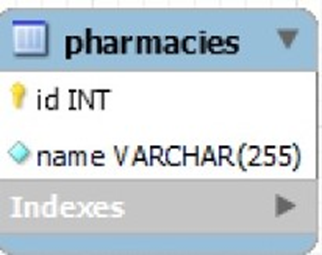 pharmacies
id INT
name VARCHAR(255)
Indexes